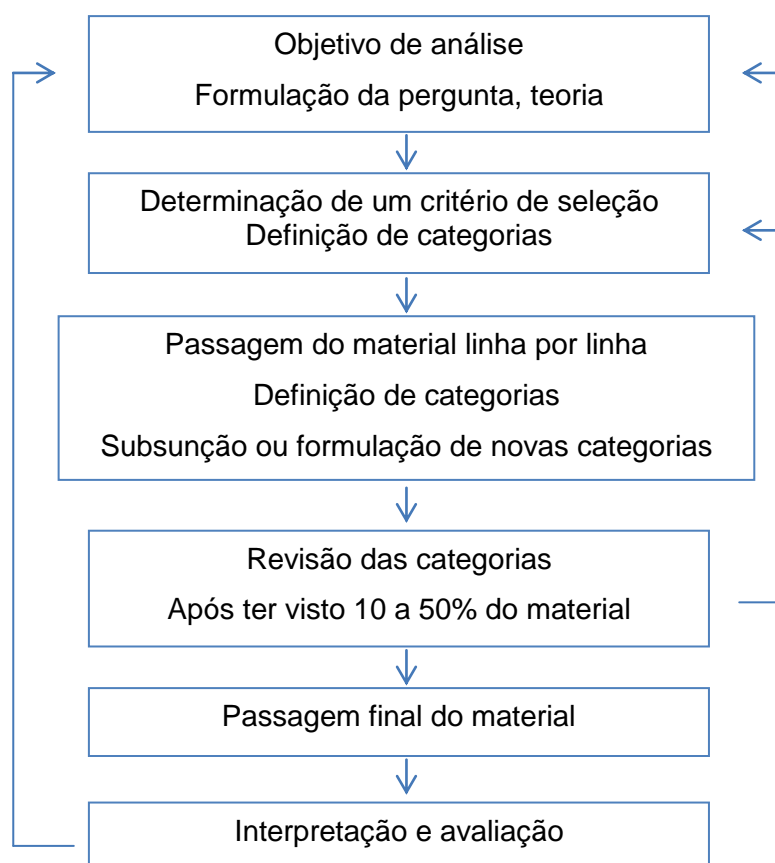 Objetivo de análise
Formulação da pergunta, teoria
Determinação de um critério de seleção
Definição de categorias
Passagem do material linha por linha
Definição de categorias
Subsunção ou formulação de novas categorias
Revisão das categorias
Após ter visto 10 a 50% do material
Passagem final do material
Interpretação e avaliação